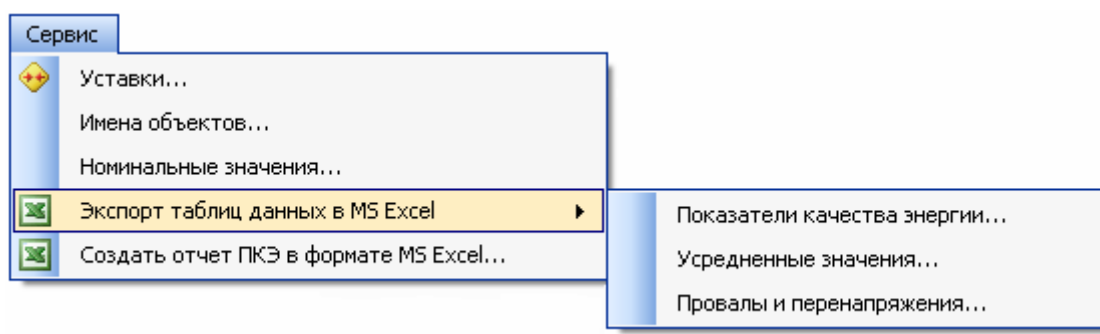 Сервис
Уставки...
Имена объектов...
Номинальные значения...
Экспорт таблиц данных в MS Excel
Создать отчет ПКЭ в формате MS Excel...
Показатели качества энергии...
Усредненные значения...
Провалы и перенапряжения...